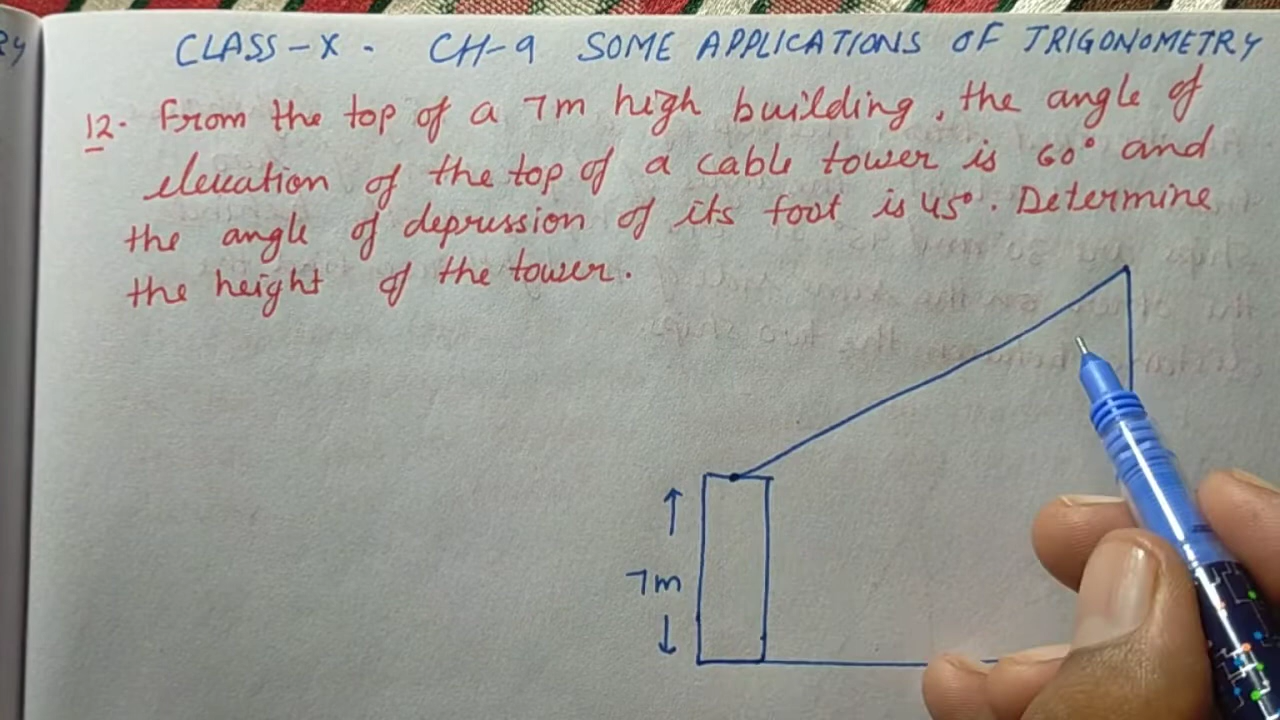 RY
CLASS-X. CH-9 SOME APPLICATIONS OF TRIGONOMETRY
12. From the top of a 7m high building, the angle of
elevation of the top of a cable tower is 60° and
the angle of depression of its foot is 45°. Determine
the height of the tower.
7m